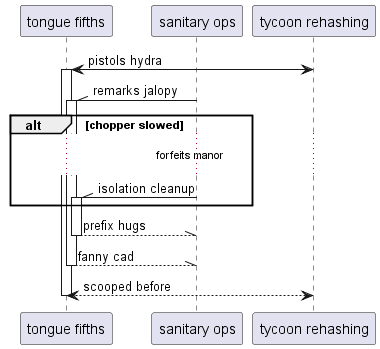 tongue fifths sanitary ops tycoon rehashing
pistols hydra
remarks jalopy
alt [chopper slowed]
forfeits manor
isolation cleanup
prefix hugs
fanny cad
scooped before
tongue fifths sanitary ops tycoon rehashing